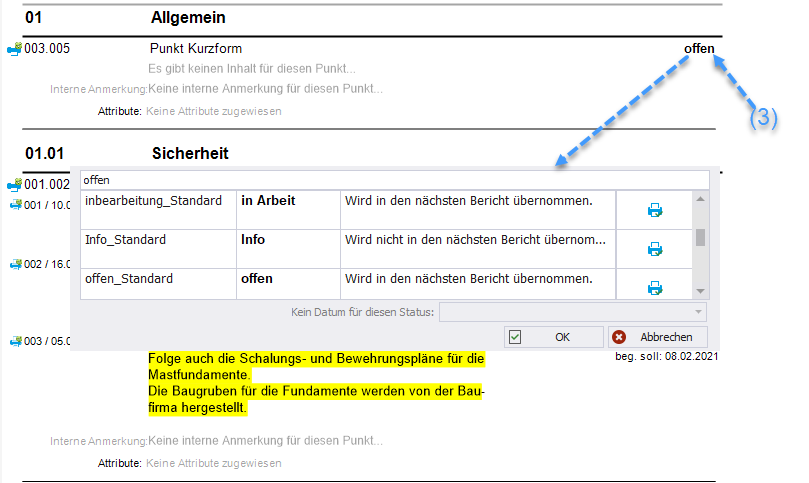 01 Allgemein
003.005 Punkt Kurzform offen
Es gibt keinen Inhalt für diesen Punkt...
Interne Anmerkung: Keine interne Anmerkung für diesen Punkt...
Attribute: Keine Attribute zugewiesen
(3)
01.01 Sicherheit
001.002
offen
001 / 10.0
inbearbeitung_Standard in Arbeit Wird in den nächsten Bericht übernommen.
Info_Standard Info Wird nicht in den nächsten Bericht übernom...
002 / 16.0
offen_Standard offen Wird in den nächsten Bericht übernommen.
Kein Datum für diesen Status:
003 / 05.0
OK Abbrechen
Folge auch die Schalungs- und Bewehrungspläne für die beg. soll: 08.02.2021
Mastfundamente.
Die Baugruben für die Fundamente werden von der Bau-
firma hergestellt.
Interne Anmerkung: Keine interne Anmerkung für diesen Punkt...
Attribute: Keine Attribute zugewiesen